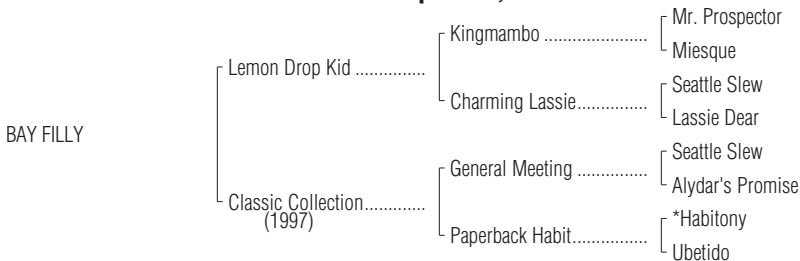 Mr. Prospector
Kingmambo ......................
Miesque
Lemon Drop Kid ...............
Seattle Slew
Charming Lassie...............
Lassie Dear
BAY FILLY
Seattle Slew
General Meeting ...............
Alydar's Promise
Classic Collection.............
(1997)
*Habitony
Paperback Habit................
Ubetido